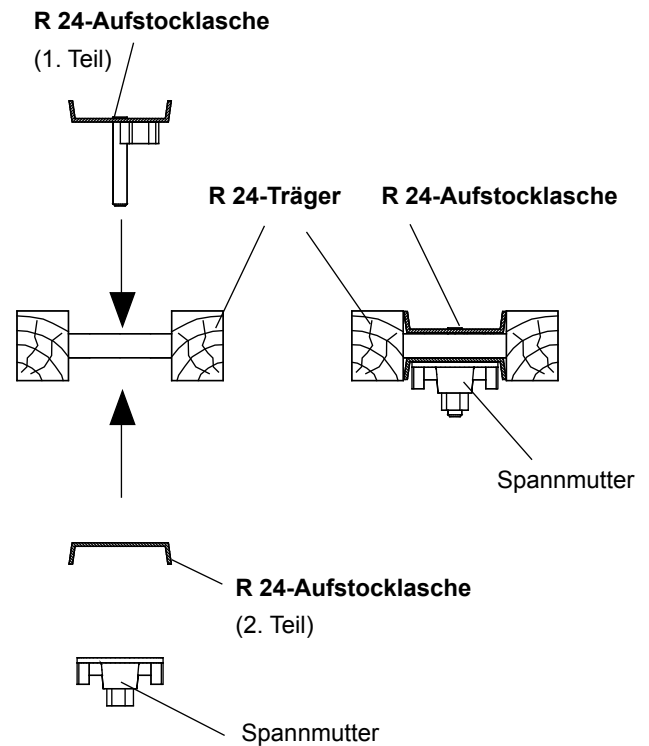 R 24-Aufstocklasche
(1. Teil)
R 24-Träger
R 24-Aufstocklasche
Spannmutter
R 24-Aufstocklasche
(2. Teil)
Spannmutter